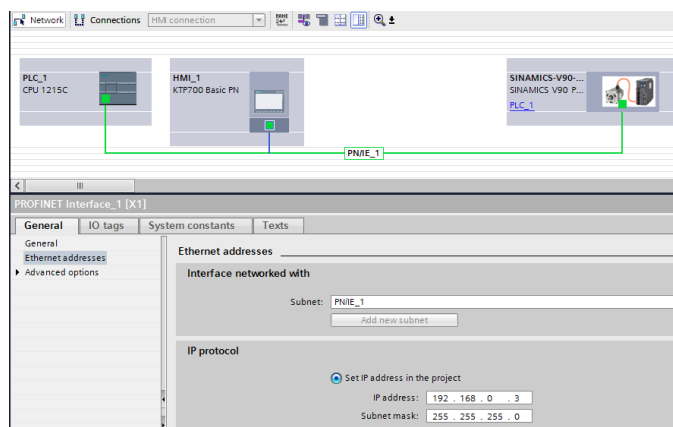 Network Connections HMI connection
PLC_1
CPU 1215C
HMI_1
KTP700 Basic PN
SINAMICS-V90-...
SINAMICS V90 P...
PLC_1
PN/IE_1
PROFINET Interface_1 [X1]
General IO tags System constants Texts
General
Ethernet addresses
Advanced options
Ethernet addresses
Interface networked with
Subnet: PN/IE_1
Add new subnet
IP protocol
Set IP address in the project
IP address: 192 . 168 . 0 . 3
Subnet mask: 255 . 255 . 255 . 0